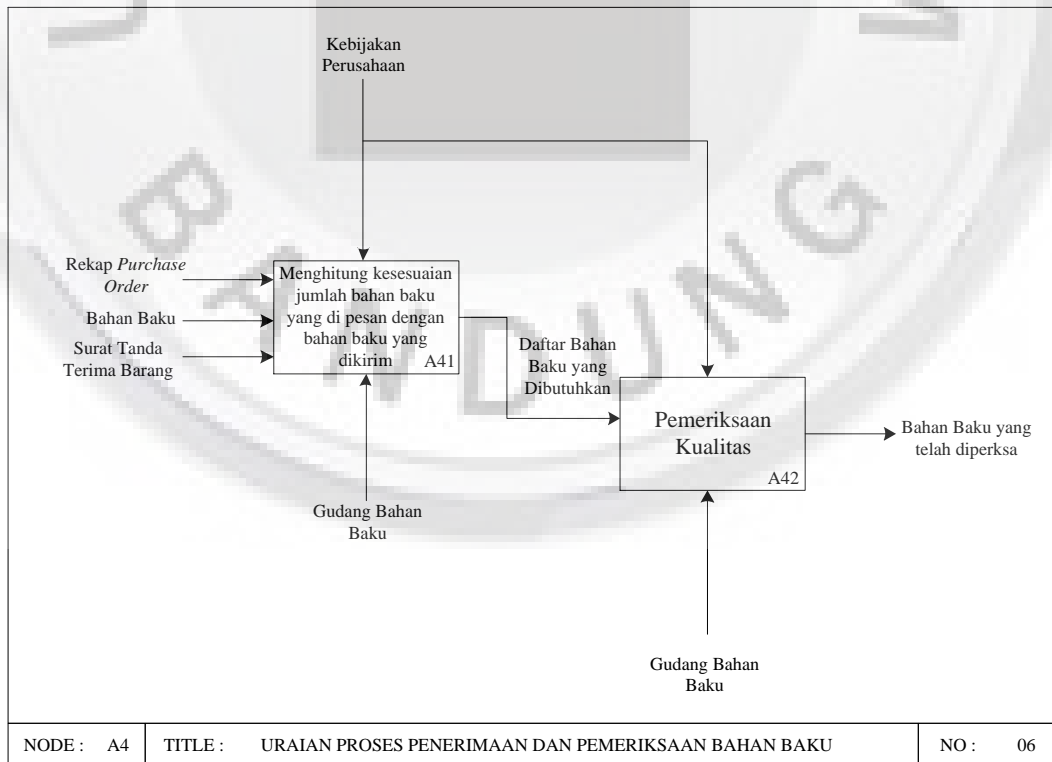 Kebijakan
Perusahaan
Rekap Purchase
Order
Bahan Baku
Surat Tanda
Terima Barang
Menghitung kesesuaian
jumlah bahan baku
yang di pesan dengan
bahan baku yang
dikirim
A41
Daftar Bahan
Baku yang
Dibutuhkan
Pemeriksaan
Kualitas
A42
Bahan Baku yang
telah diperksa
Gudang Bahan
Baku
Gudang Bahan
Baku
BANDUNG
NODE : A4 TITLE : URAIAN PROSES PENERIMAAN DAN PEMERIKSAAN BAHAN BAKU NO : 06